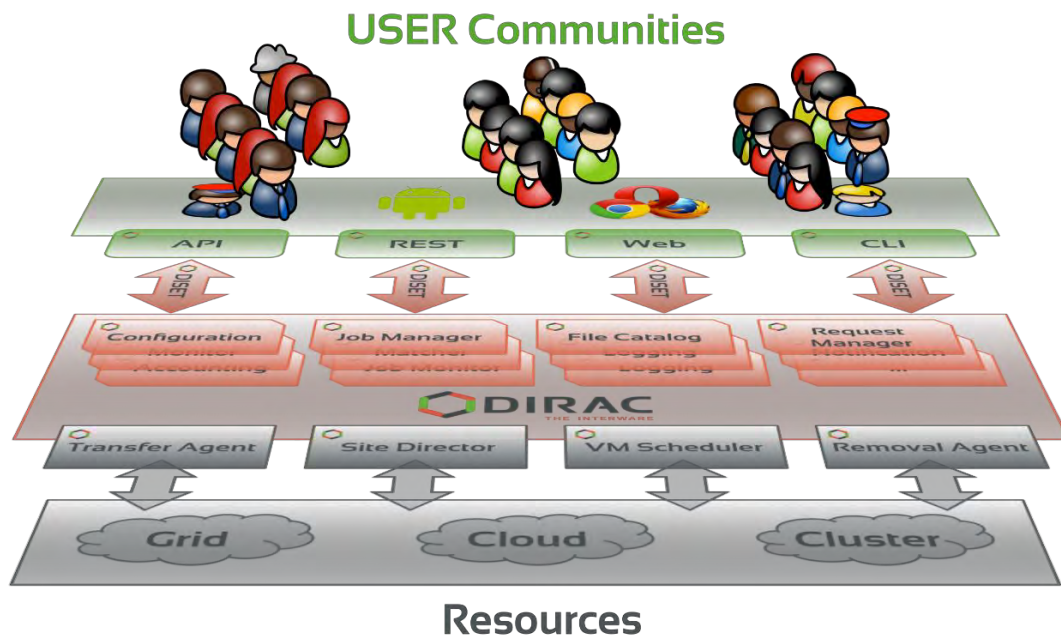 USER Communities
API
REST
Web
CLI
DISET
DISET
DISET
DISET
Configuration
Monitor
Accounting
Job Manager
Matcher
Job Monitor
File Catalog
Logging
Logging
Request
Manager
Notification
...
DIRAC
THE INTERWARE
Transfer Agent
Site Director
VM Scheduler
Removal Agent
Grid
Cloud
Cluster
Resources